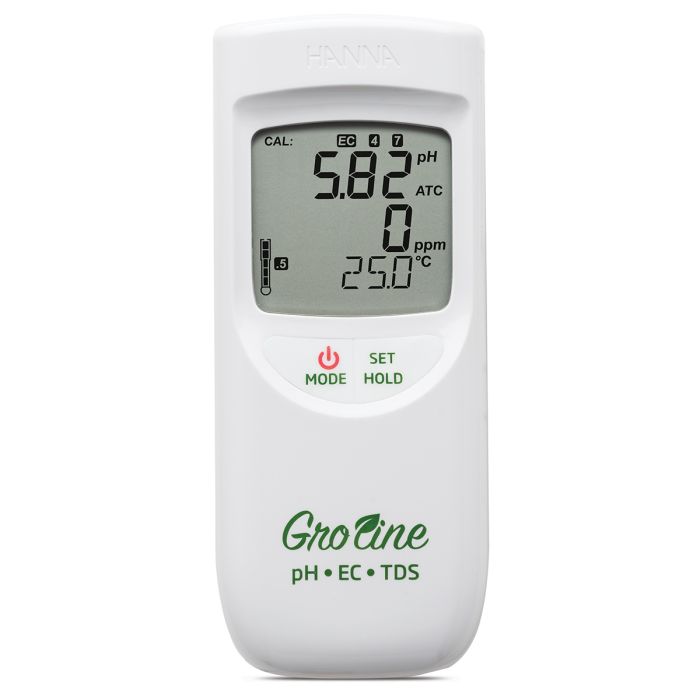 HANNA
CAL: EC 4 7
5.82 pH
ATC
0 ppm
.5 25.0 °C
MODE
SET
HOLD
GroLine
pH • EC • TDS